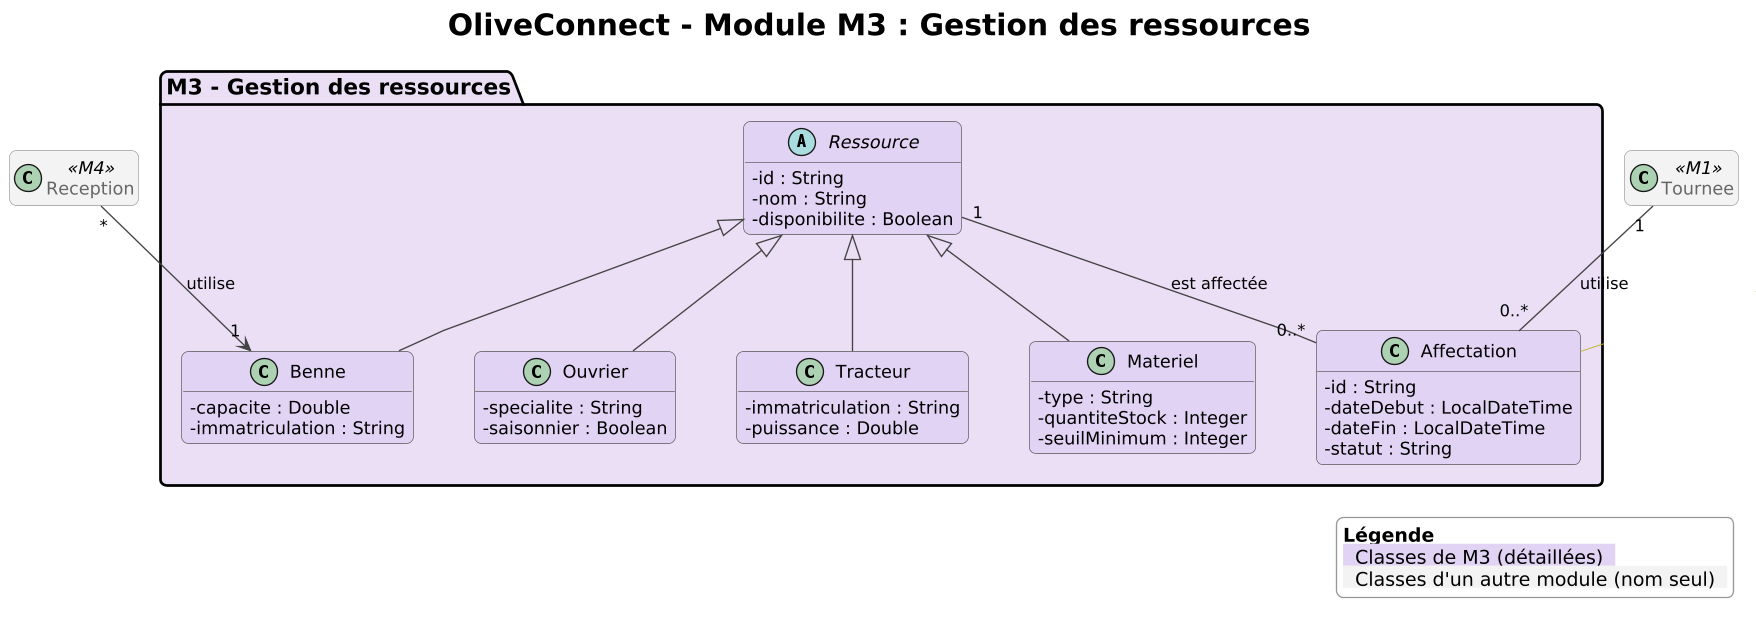 OliveConnect - Module M3 : Gestion des ressources
M3 - Gestion des ressources
A Ressource
-id : String
-nom : String
-disponibilite : Boolean
C «M4»
Reception
C «M1»
Tournee
*
utilise
1
1
est affectée
0..*
1
utilise
0..*
C Benne
-capacite : Double
-immatriculation : String
C Ouvrier
-specialite : String
-saisonnier : Boolean
C Tracteur
-immatriculation : String
-puissance : Double
C Materiel
-type : String
-quantiteStock : Integer
-seuilMinimum : Integer
C Affectation
-id : String
-dateDebut : LocalDateTime
-dateFin : LocalDateTime
-statut : String
Légende
Classes de M3 (détaillées)
Classes d'un autre module (nom seul)